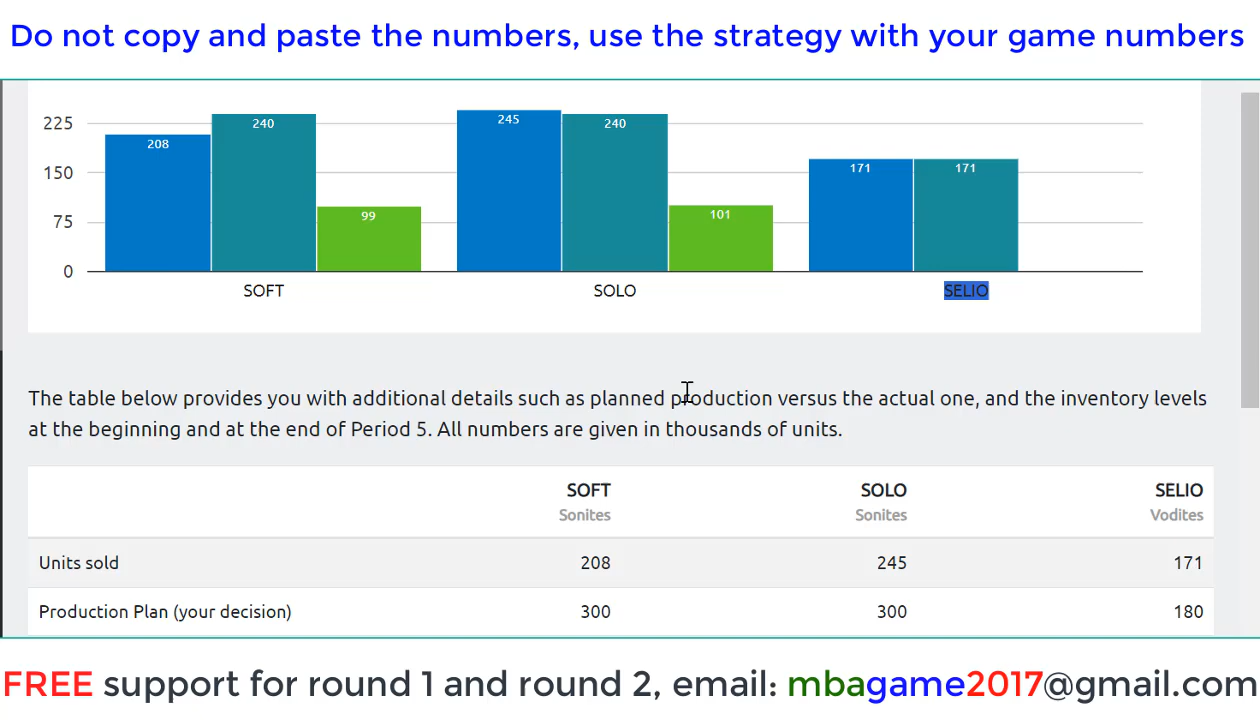 Do not copy and paste the numbers, use the strategy with your game numbers
225
208
240
245
240
150
171
171
75
99
101
0
SOFT
SOLO
SELIO
The table below provides you with additional details such as planned production versus the actual one, and the inventory levels
at the beginning and at the end of Period 5. All numbers are given in thousands of units.
SOFT SOLO SELIO
Sonites Sonites Vodites
Units sold 208 245 171
Production Plan (your decision) 300 300 180
FREE support for round 1 and round 2, email: mbagame2017@gmail.com